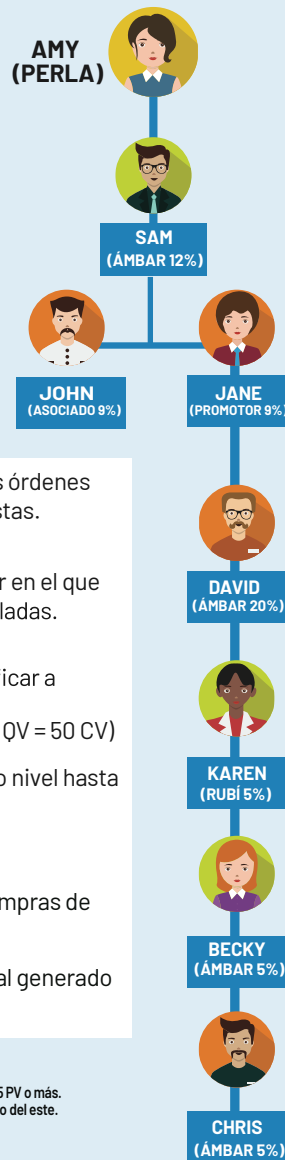 AMY
(PERLA)
SAM
(ÁMBAR 12%)
JOHN
(ASOCIADO 9%)
JANE
(PROMOTOR 9%)
s órdenes
stas.
DAVID
(ÁMBAR 20%)
r en el que
ladas.
icar a
QV = 50 CV)
o nivel hasta
KAREN
(RUBÍ 5%)
mpras de
al generado
BECKY
(ÁMBAR 5%)
5 PV o más.
o del este.
CHRIS
(ÁMBAR 5%)